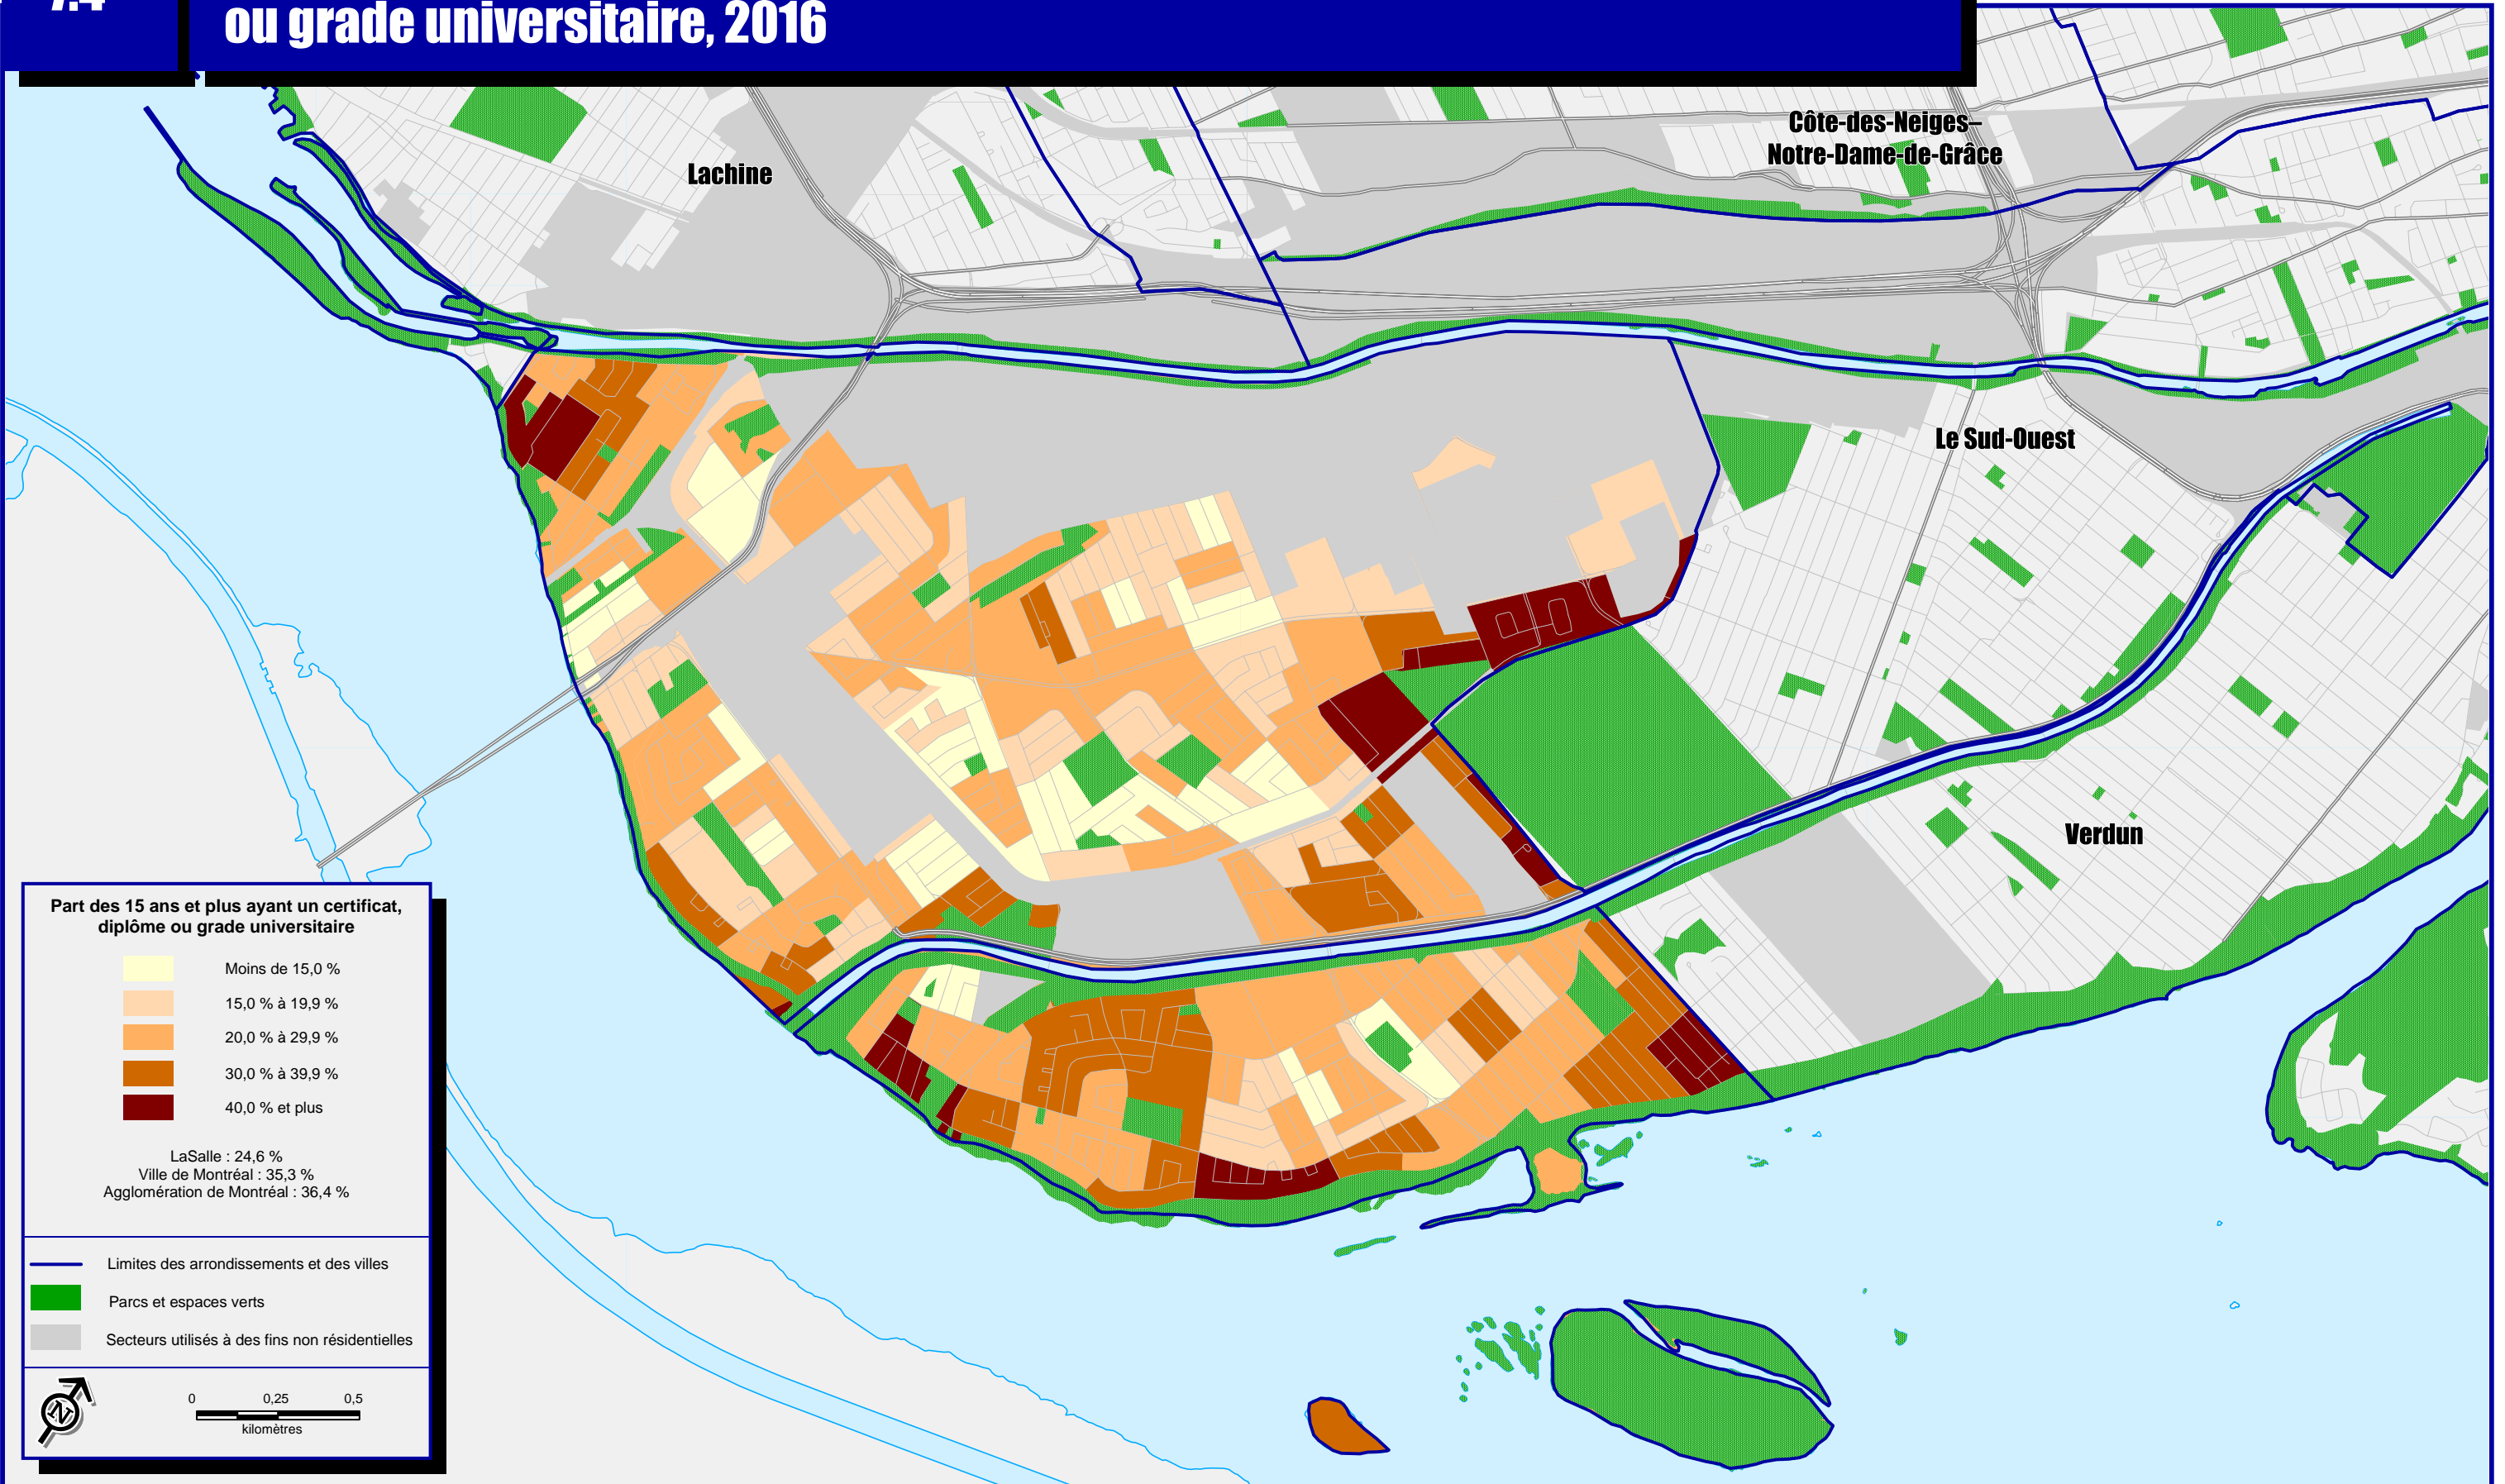 7.4
ou grade universitaire, 2016
Côte-des-Neiges–
Notre-Dame-de-Grâce
Lachine
Le Sud-Ouest
Verdun
Part des 15 ans et plus ayant un certificat,
diplôme ou grade universitaire
Moins de 15,0 %
15,0 % à 19,9 %
20,0 % à 29,9 %
30,0 % à 39,9 %
40,0 % et plus
LaSalle : 24,6 %
Ville de Montréal : 35,3 %
Agglomération de Montréal : 36,4 %
Limites des arrondissements et des villes
Parcs et espaces verts
Secteurs utilisés à des fins non résidentielles
N
0 0,25 0,5
kilomètres